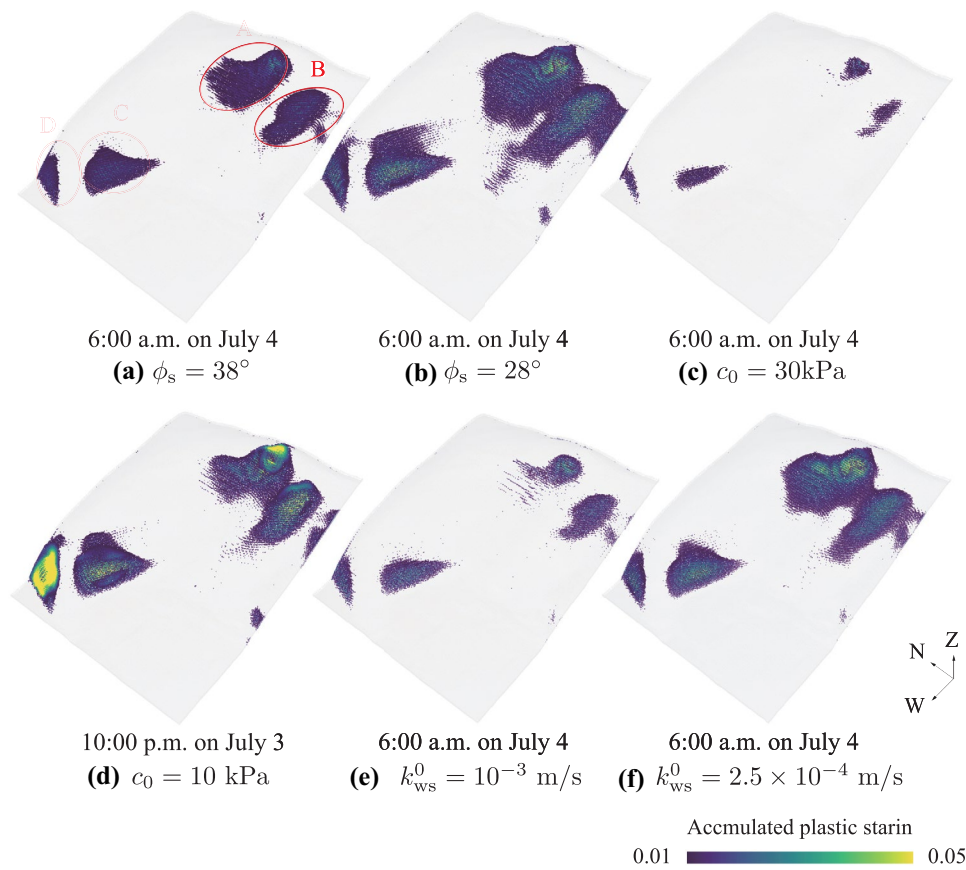 A
B
D
C
6:00 a.m. on July 4
6:00 a.m. on July 4
6:00 a.m. on July 4
(a) ϕs = 38°
(b) ϕs = 28°
(c) c0 = 30kPa
N
Z
W
10:00 p.m. on July 3
6:00 a.m. on July 4
6:00 a.m. on July 4
(d) c0 = 10 kPa
(e) k⁰ws = 10⁻³ m/s
(f) k⁰ws = 2.5 × 10⁻⁴ m/s
Accmulated plastic starin
0.01
0.05